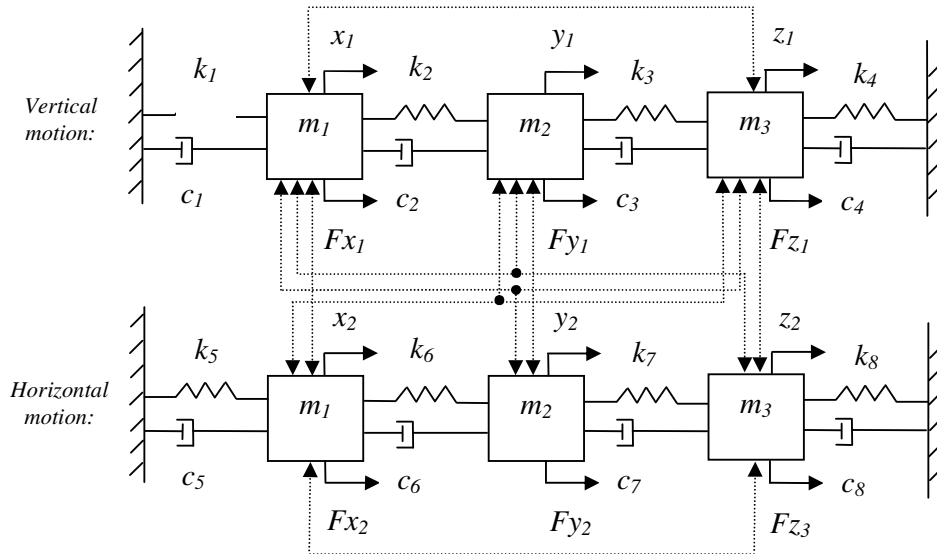 x1 y1 z1
k1 k2 k3 k4
Vertical
motion:
m1 m2 m3
c1 c2 c3 c4
Fx1 Fy1 Fz1
x2 y2 z2
k5 k6 k7 k8
Horizontal
motion:
m1 m2 m3
c5 c6 c7 c8
Fx2 Fy2 Fz3